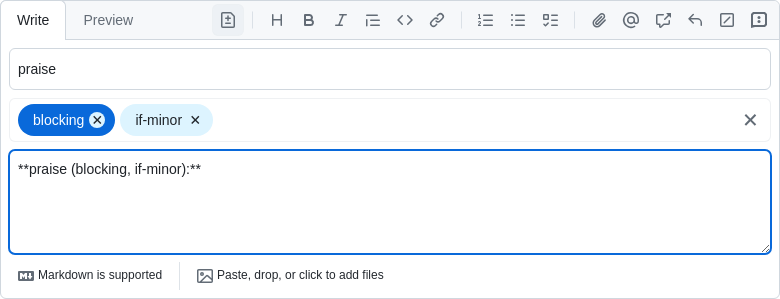 Write Preview
praise
blocking if-minor
**praise (blocking, if-minor):**
Markdown is supported Paste, drop, or click to add files